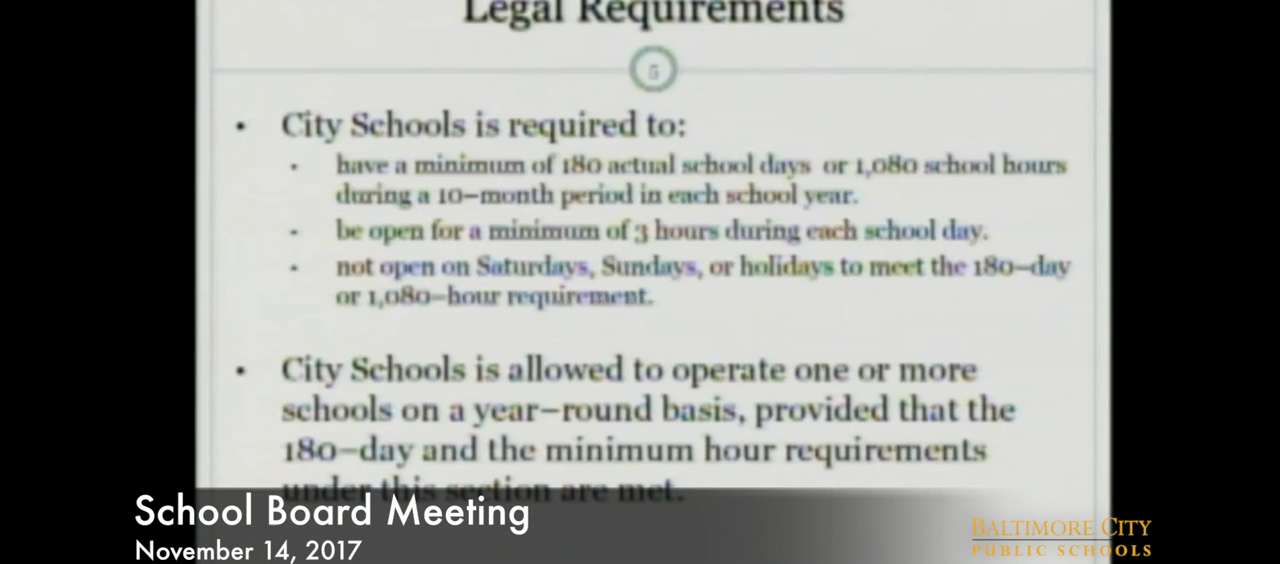 Legal Requirements
5
• City Schools is required to:
• have a minimum of 180 actual school days or 1,080 school hours
during a 10–month period in each school year.
• be open for a minimum of 3 hours during each school day.
• not open on Saturdays, Sundays, or holidays to meet the 180–day
or 1,080–hour requirement.
• City Schools is allowed to operate one or more
schools on a year–round basis, provided that the
180–day and the minimum hour requirements
under this section are met.
School Board Meeting
November 14, 2017
BALTIMORE CITY
PUBLIC SCHOOLS